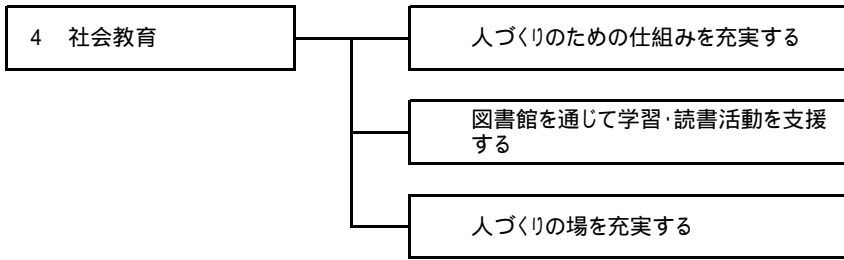 4 社会教育
人づくりのための仕組みを充実する
図書館を通じて学習・読書活動を支援
する
人づくりの場を充実する